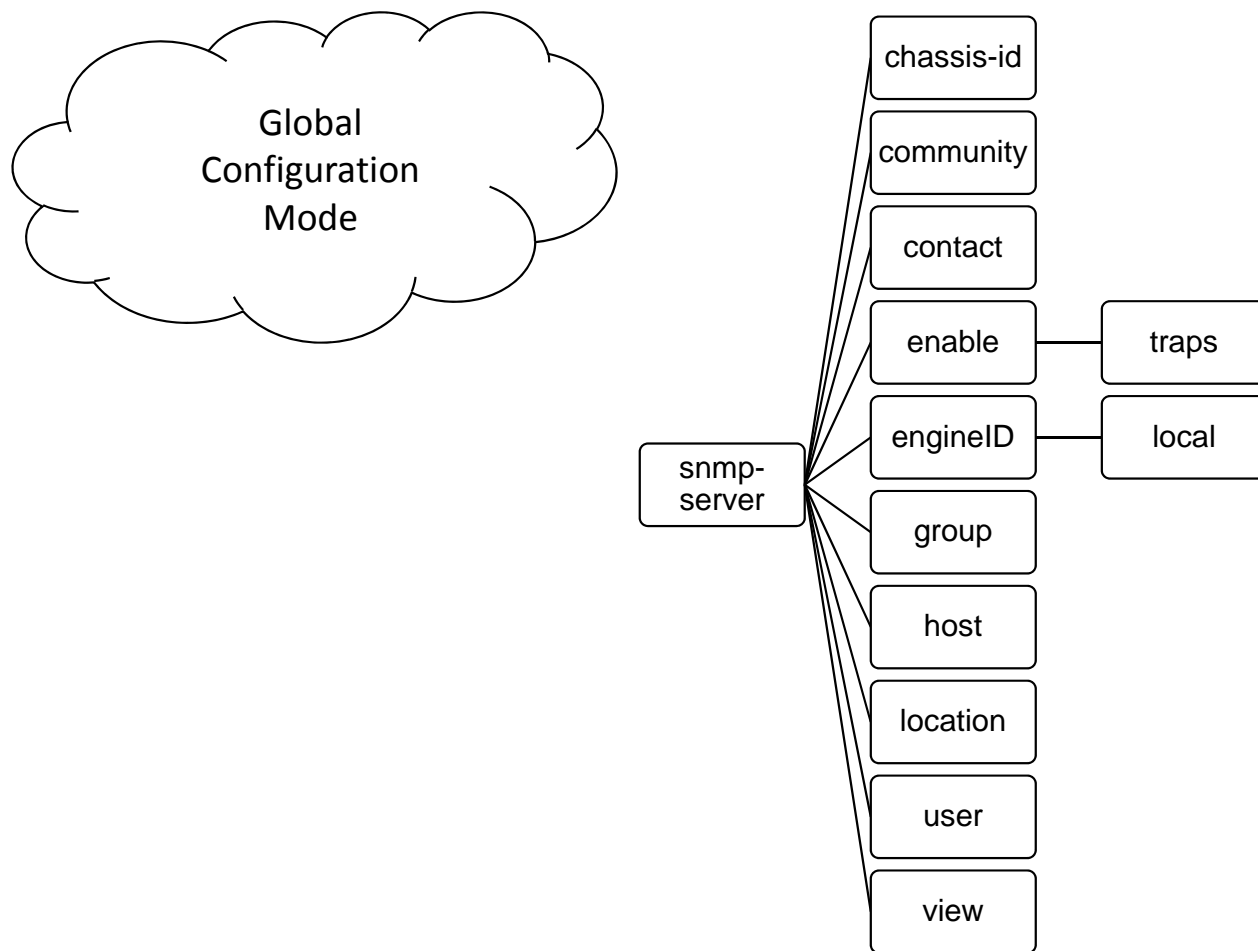 Global
Configuration
Mode
snmp-
server
chassis-id
community
contact
enable
traps
engineID
local
group
host
location
user
view